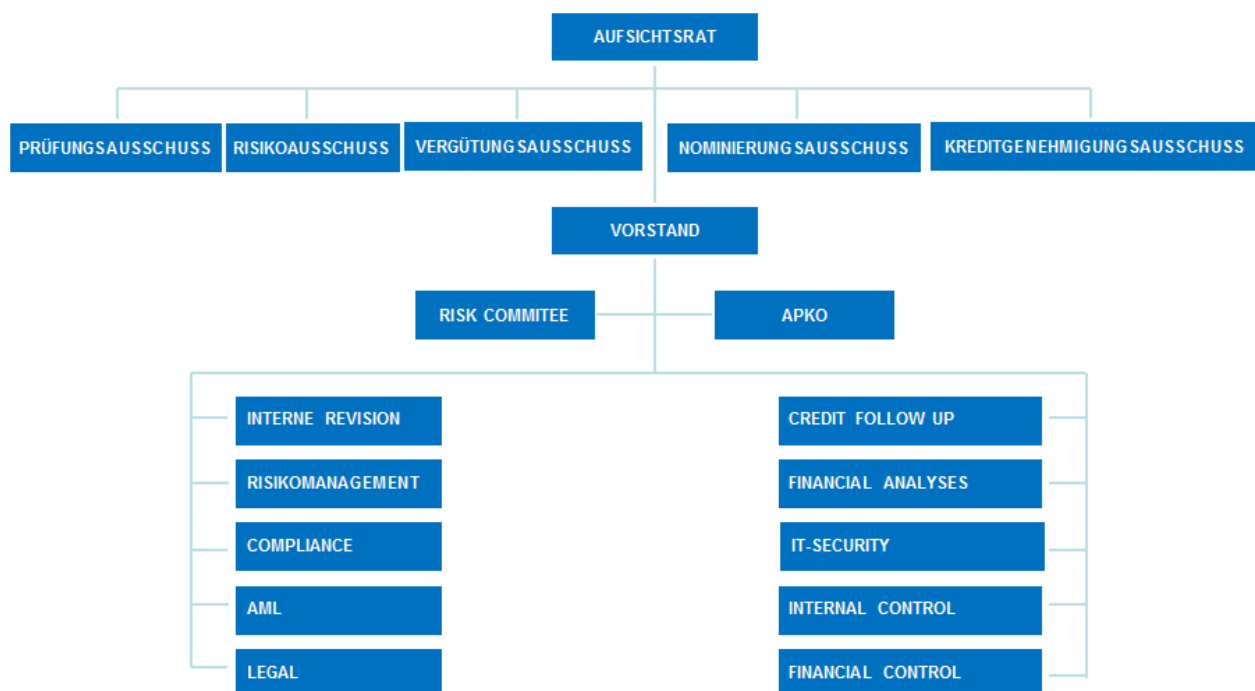 AUFSICHTSRAT
PRÜFUNGSAUSSCHUSS
RISIKOAUSSCHUSS
VERGÜTUNGSAUSSCHUSS
NOMINIERUNGSAUSSCHUSS
KREDITGENEHMIGUNGSAUSSCHUSS
VORSTAND
RISK COMMITEE
APKO
INTERNE REVISION
RISIKOMANAGEMENT
COMPLIANCE
AML
LEGAL
CREDIT FOLLOW UP
FINANCIAL ANALYSES
IT-SECURITY
INTERNAL CONTROL
FINANCIAL CONTROL